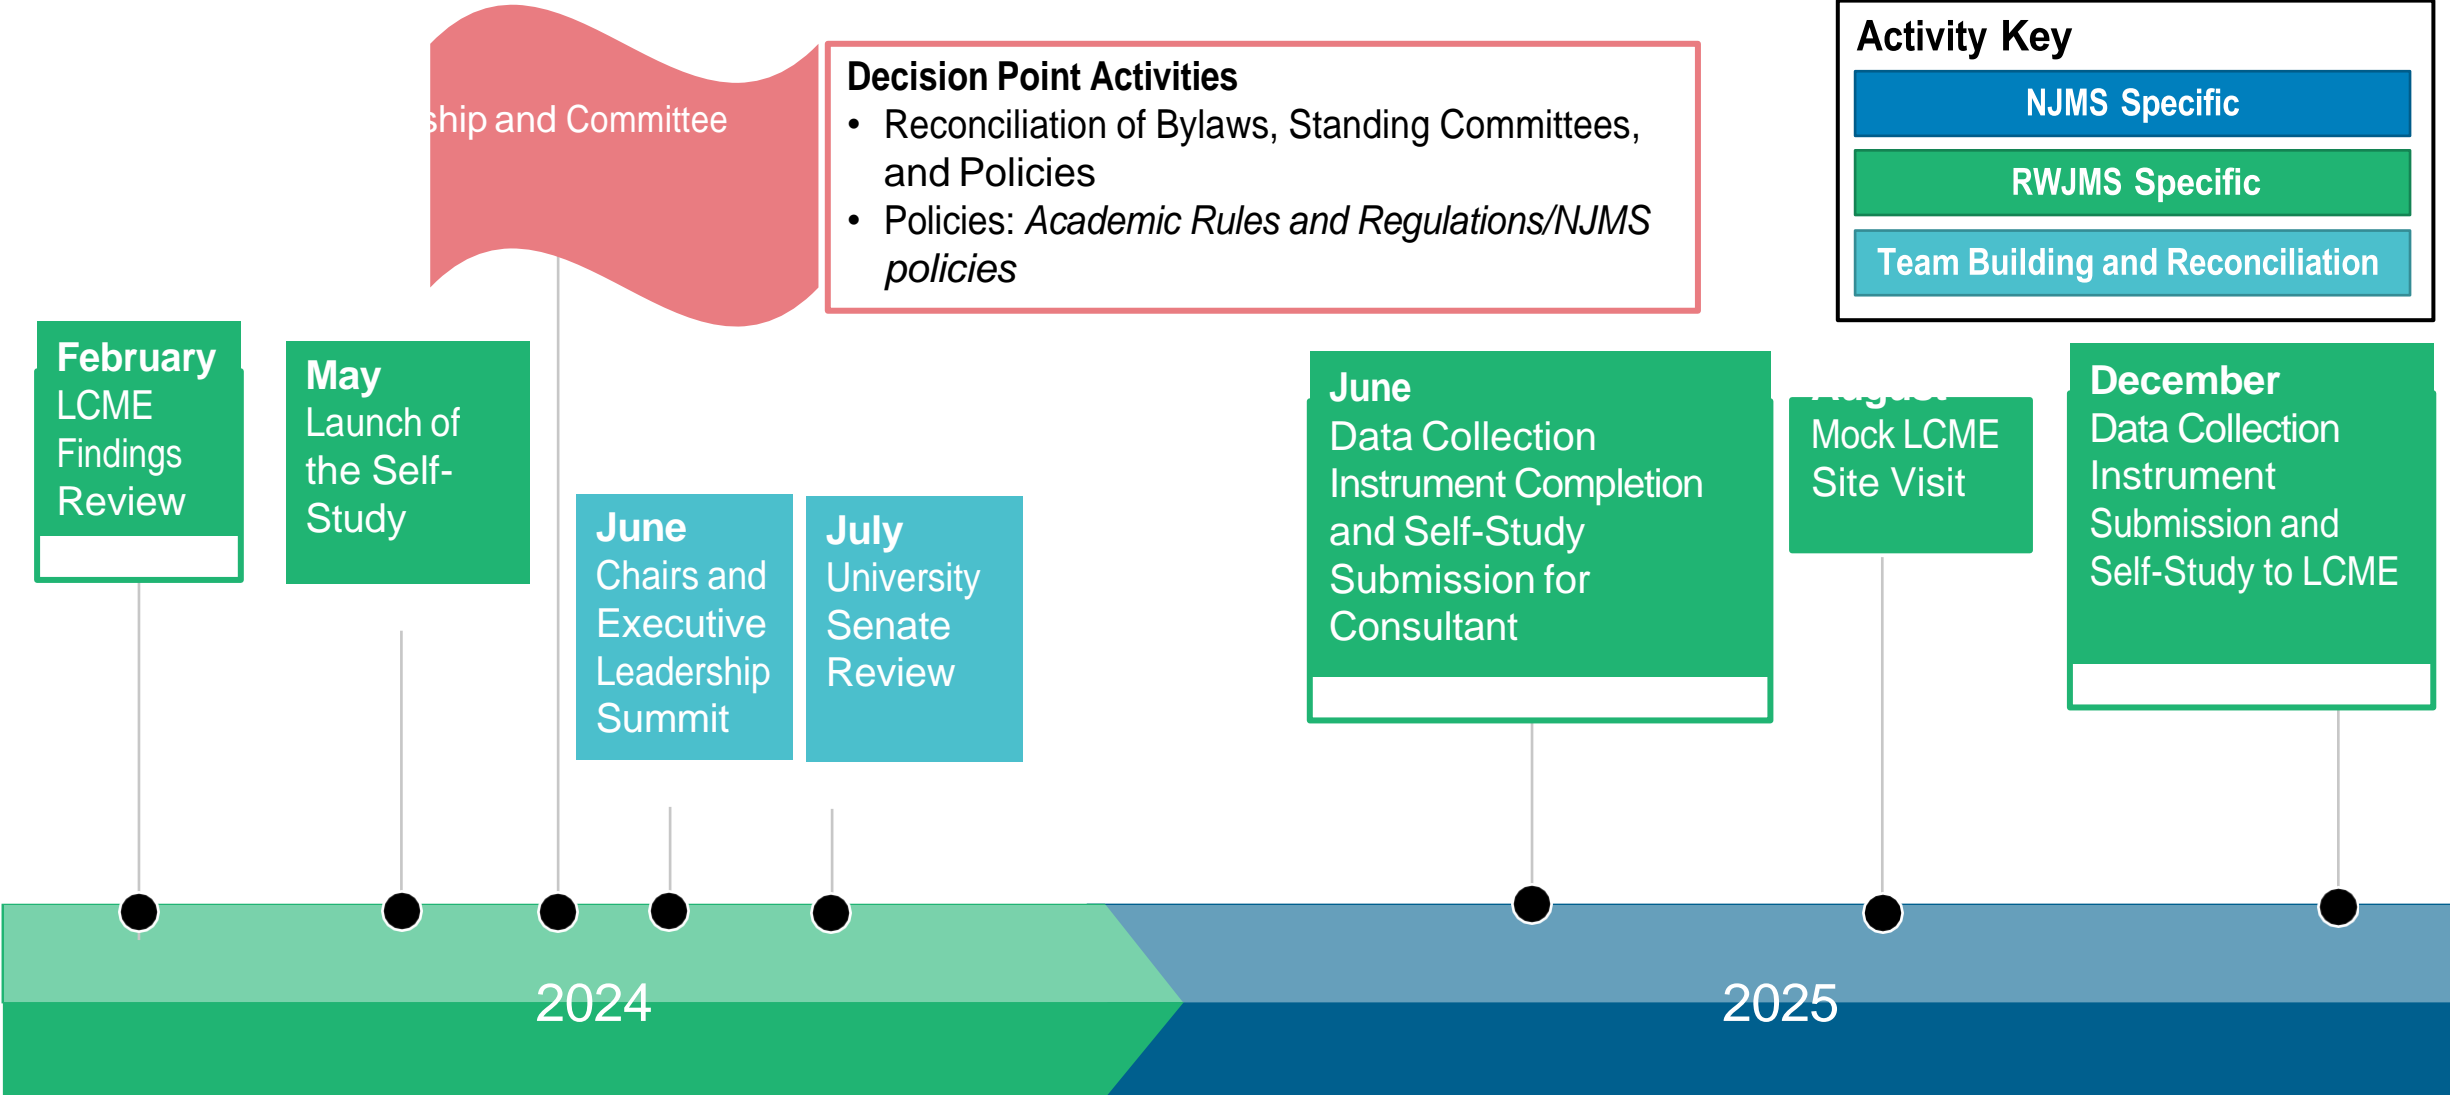 ship and Committee
Decision Point Activities
• Reconciliation of Bylaws, Standing Committees,
and Policies
• Policies: Academic Rules and Regulations/NJMS
policies
Activity Key
NJMS Specific
RWJMS Specific
Team Building and Reconciliation
February
LCME
Findings
Review
May
Launch of
the Self-
Study
June
Chairs and
Executive
Leadership
Summit
July
University
Senate
Review
June
Data Collection
Instrument Completion
and Self-Study
Submission for
Consultant
August
Mock LCME
Site Visit
December
Data Collection
Instrument
Submission and
Self-Study to LCME
2024
2025